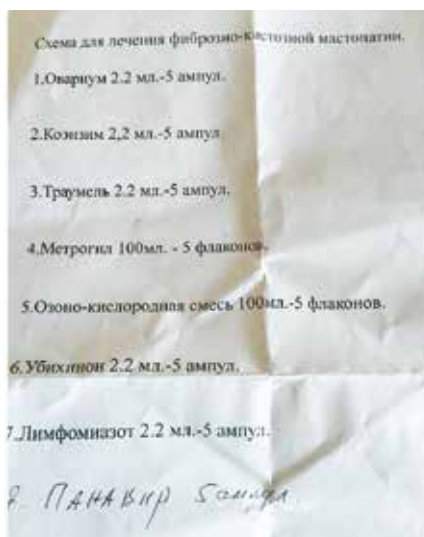 Схема для лечения фиброзно-кистозной мастопатии.
1.Овариум 2.2 мл.-5 ампул.
2.Коэнзим 2,2 мл.-5 ампул
3.Траумель 2.2 мл.-5 ампул.
4.Метрогил 100мл. - 5 флаконов.
5.Озоно-кислородная смесь 100мл.-5 флаконов.
6.Убихинон 2.2 мл.-5 ампул.
7.Лимфомиазот 2.2 мл.-5 ампул.
8. ПАНАВИР 5 ампул